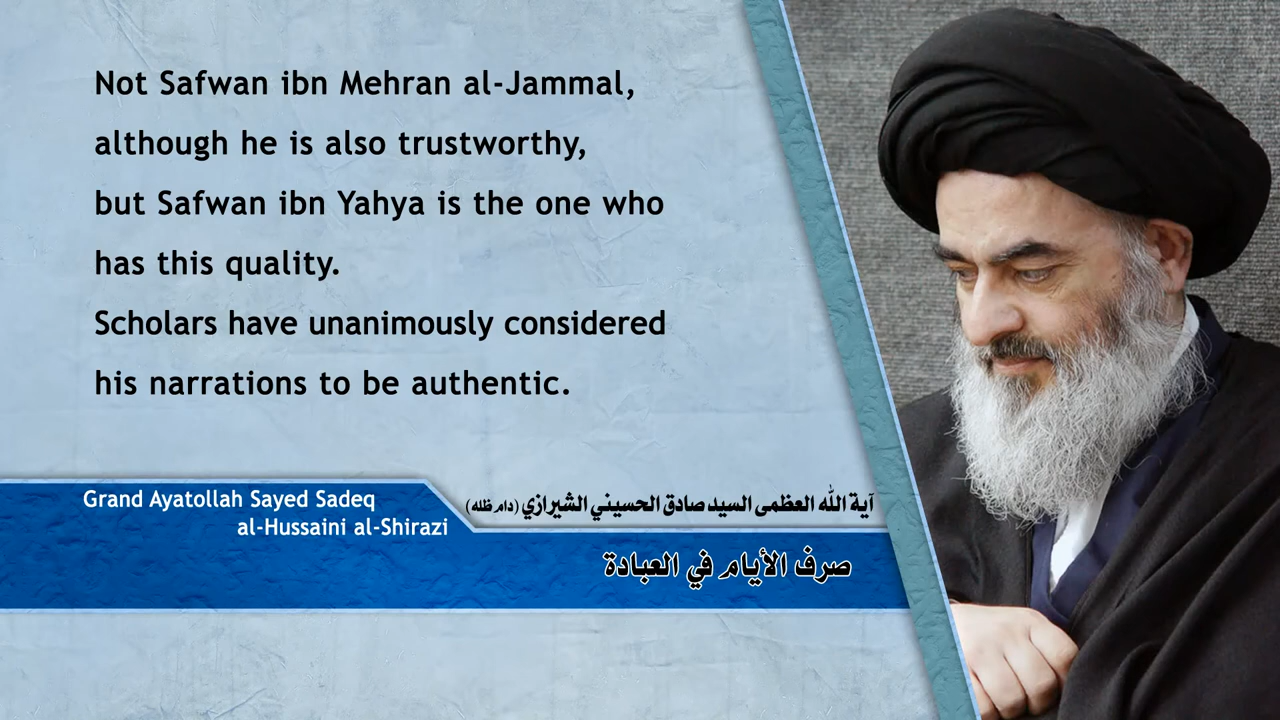 Not Safwan ibn Mehran al-Jammal,
although he is also trustworthy,
but Safwan ibn Yahya is the one who
has this quality.
Scholars have unanimously considered
his narrations to be authentic.
Grand Ayatollah Sayed Sadeq
al-Hussaini al-Shirazi
آية الله العظمى السيد صادق الحسيني الشيرازي (دام ظله)
صرف الأيام في العبادة